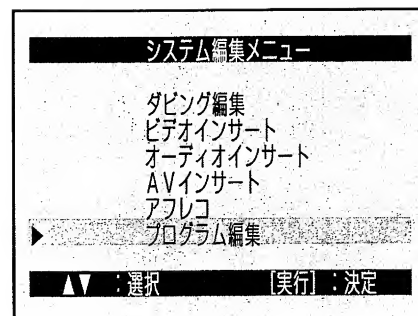 システム編集メニュー
ダビング編集
ビデオインサート
オーディオインサート
AVインサート
アフレコ
▶ プログラム編集
▲▼ ：選択 [実行] ：決定